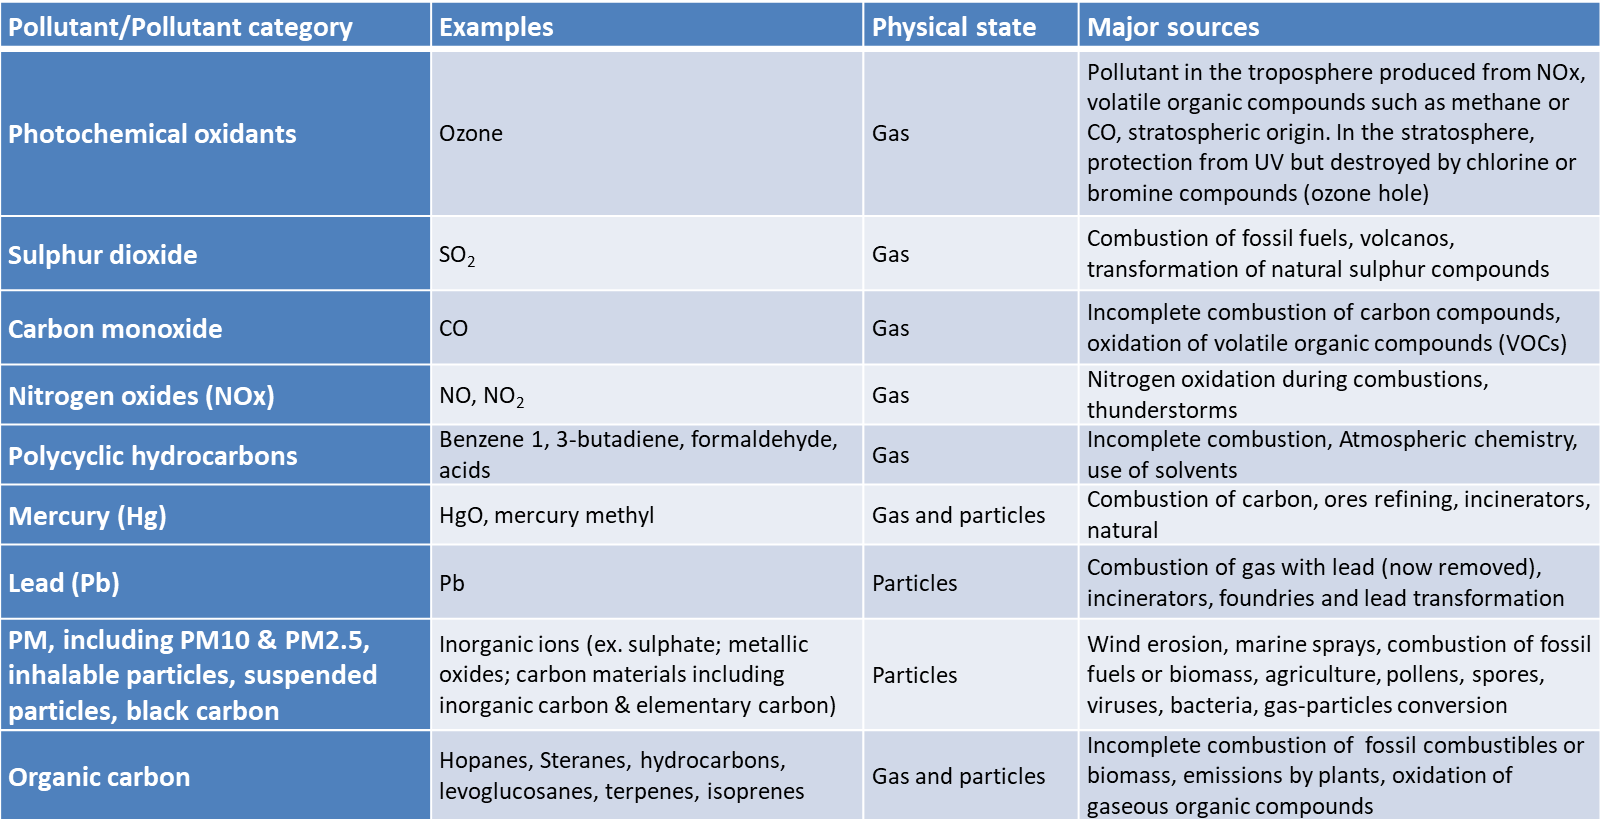 Pollutant/Pollutant category
Examples
Physical state
Major sources
Photochemical oxidants
Ozone
Gas
Pollutant in the troposphere produced from NOx,
volatile organic compounds such as methane or
CO, stratospheric origin. In the stratosphere,
protection from UV but destroyed by chlorine or
bromine compounds (ozone hole)
Sulphur dioxide
SO2
Gas
Combustion of fossil fuels, volcanos,
transformation of natural sulphur compounds
Carbon monoxide
CO
Gas
Incomplete combustion of carbon compounds,
oxidation of volatile organic compounds (VOCs)
Nitrogen oxides (NOx)
NO, NO2
Gas
Nitrogen oxidation during combustions,
thunderstorms
Polycyclic hydrocarbons
Benzene 1, 3-butadiene, formaldehyde,
acids
Gas
Incomplete combustion, Atmospheric chemistry,
use of solvents
Mercury (Hg)
HgO, mercury methyl
Gas and particles
Combustion of carbon, ores refining, incinerators,
natural
Lead (Pb)
Pb
Particles
Combustion of gas with lead (now removed),
incinerators, foundries and lead transformation
PM, including PM10 & PM2.5,
inhalable particles, suspended
particles, black carbon
Inorganic ions (ex. sulphate; metallic
oxides; carbon materials including
inorganic carbon & elementary carbon)
Particles
Wind erosion, marine sprays, combustion of fossil
fuels or biomass, agriculture, pollens, spores,
viruses, bacteria, gas-particles conversion
Organic carbon
Hopanes, Steranes, hydrocarbons,
levoglucosanes, terpenes, isoprenes
Gas and particles
Incomplete combustion of fossil combustibles or
biomass, emissions by plants, oxidation of
gaseous organic compounds